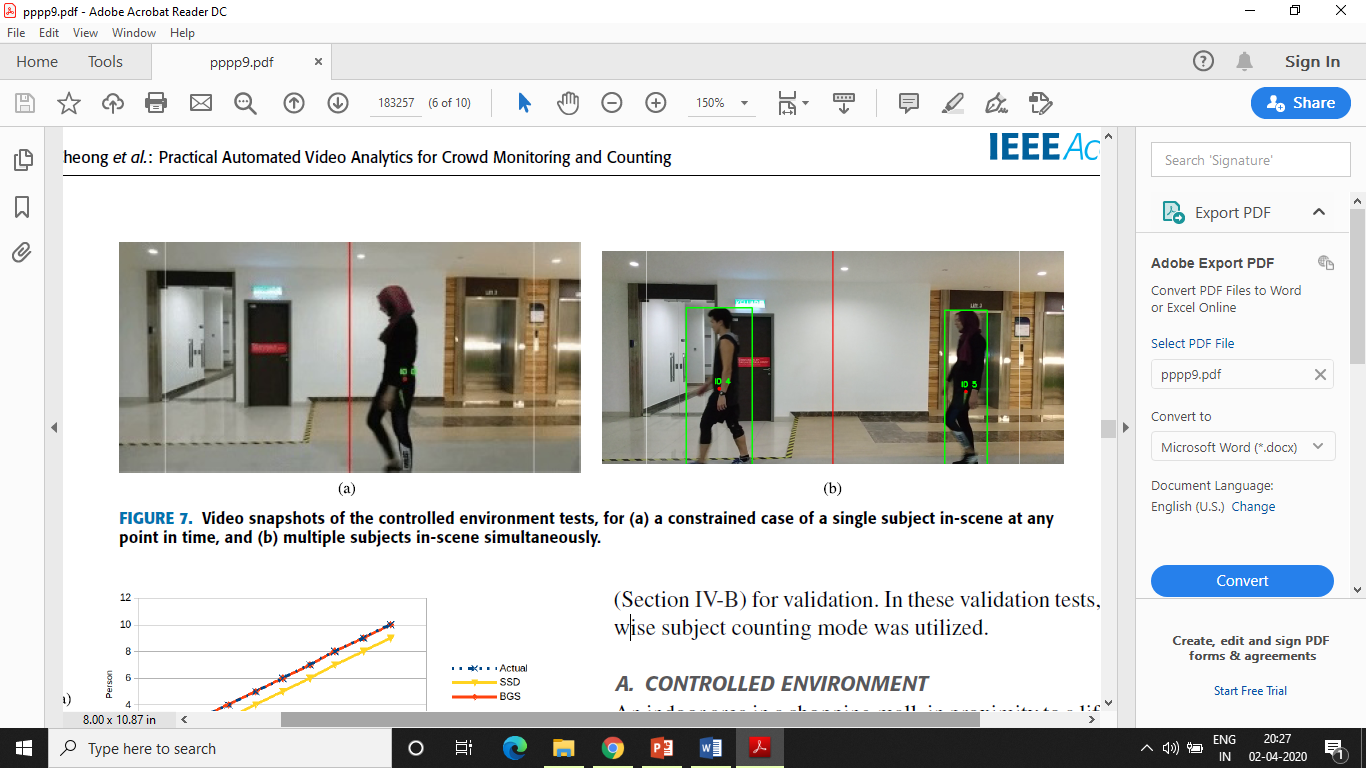 pppp9.pdf - Adobe Acrobat Reader DC
File Edit View Window Help
Home Tools pppp9.pdf × Sign In
183257 (6 of 10) 150% Share
heong et al.: Practical Automated Video Analytics for Crowd Monitoring and Counting
IEEE Ac
ID 4
ID 5
(a) (b)
FIGURE 7. Video snapshots of the controlled environment tests, for (a) a constrained case of a single subject in-scene at any
point in time, and (b) multiple subjects in-scene simultaneously.
12
10
8
6
4
Person
Actual
SSD
BGS
a)
(Section IV-B) for validation. In these validation tests,
wise subject counting mode was utilized.
A. CONTROLLED ENVIRONMENT
8.00 x 10.87 in
Search 'Signature'
Export PDF
Adobe Export PDF
Convert PDF Files to Word
or Excel Online
Select PDF File
pppp9.pdf
Convert to
Microsoft Word (*.docx)
Document Language:
English (U.S.) Change
Convert
Create, edit and sign PDF
forms & agreements
Start Free Trial
Type here to search
ENG
IN
20:27
02-04-2020
1